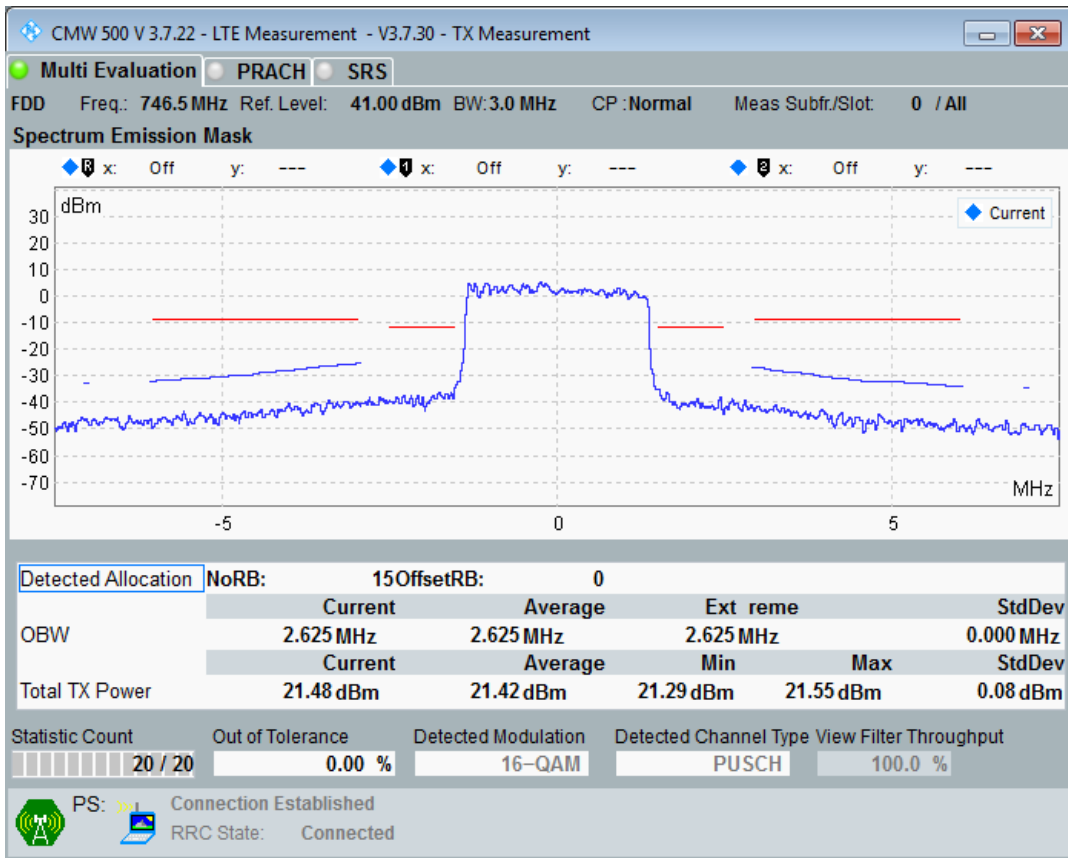 CMW 500 V 3.7.22 - LTE Measurement - V3.7.30 - TX Measurement
Multi Evaluation PRACH SRS
FDD Freq.: 746.5 MHz Ref. Level: 41.00 dBm BW: 3.0 MHz CP : Normal Meas Subfr./Slot: 0 / All
Spectrum Emission Mask
R x: Off y: --- 1 x: Off y: --- 2 x: Off y: ---
dBm
Current
30
20
10
0
-10
-20
-30
-40
-50
-60
-70
MHz
-5 0 5
Detected Allocation NoRB: 15 OffsetRB: 0
Current Average Ext reme StdDev
OBW 2.625 MHz 2.625 MHz 2.625 MHz 0.000 MHz
Current Average Min Max StdDev
Total TX Power 21.48 dBm 21.42 dBm 21.29 dBm 21.55 dBm 0.08 dBm
Statistic Count Out of Tolerance Detected Modulation Detected Channel Type View Filter Throughput
20 / 20 0.00 % 16-QAM PUSCH 100.0 %
PS: Connection Established
RRC State: Connected